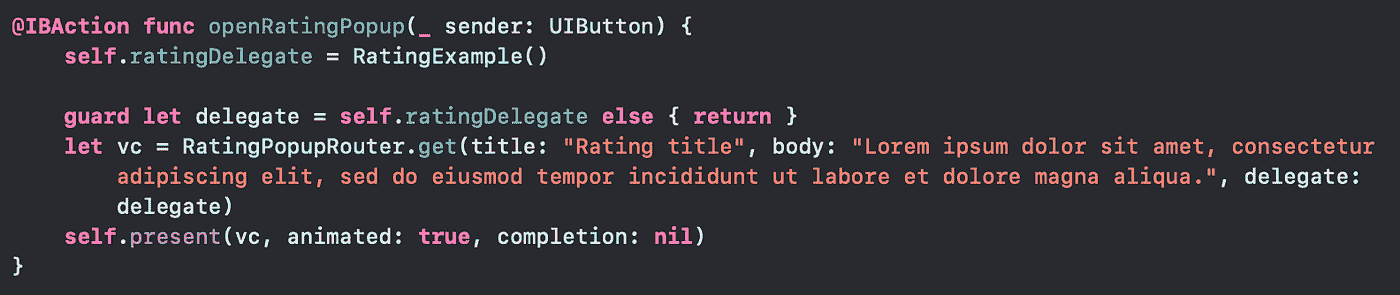 @IBAction func openRatingPopup(_ sender: UIButton) {
    self.ratingDelegate = RatingExample()

    guard let delegate = self.ratingDelegate else { return }
    let vc = RatingPopupRouter.get(title: "Rating title", body: "Lorem ipsum dolor sit amet, consectetur
        adipiscing elit, sed do eiusmod tempor incididunt ut labore et dolore magna aliqua.", delegate:
        delegate)
    self.present(vc, animated: true, completion: nil)
}